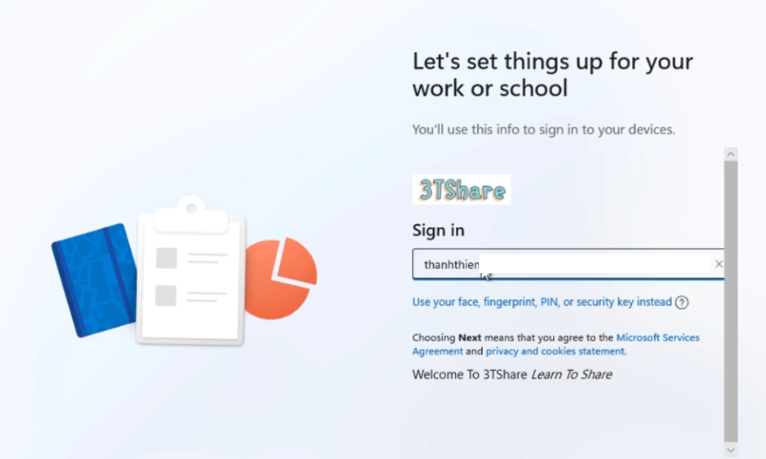 Let's set things up for your
work or school
You'll use this info to sign in to your devices.
3TShare
Sign in
thanhthien
Use your face, fingerprint, PIN, or security key instead ?
Choosing Next means that you agree to the Microsoft Services
Agreement and privacy and cookies statement.
Welcome To 3TShare Learn To Share